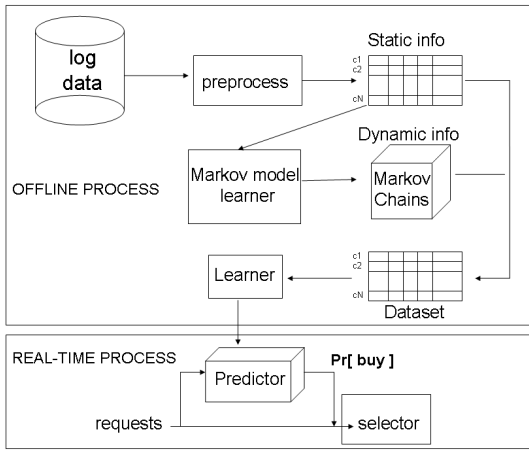 log
data
preprocess
Static info
c1
c2
cN
Markov model
learner
Dynamic info
Markov
Chains
OFFLINE PROCESS
Learner
c1
c2
cN
Dataset
REAL-TIME PROCESS
Predictor
Pr[ buy ]
requests
selector